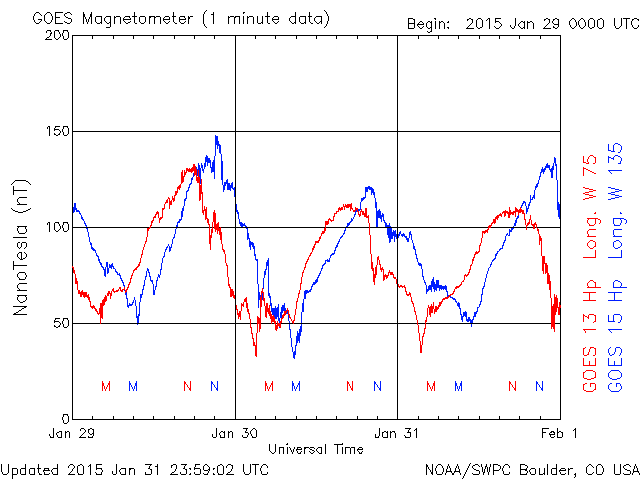 GOES Magnetometer (1 minute data)
Begin: 2015 Jan 29 0000 UTC
200
150
100
50
0
NanoTesla (nT)
M M N N M M N N M M N N
Jan 29 Jan 30 Jan 31 Feb 1
Universal Time
GOES 13 Hp Long. W 75
GOES 15 Hp Long. W 135
Updated 2015 Jan 31 23:59:02 UTC
NOAA/SWPC Boulder, CO USA